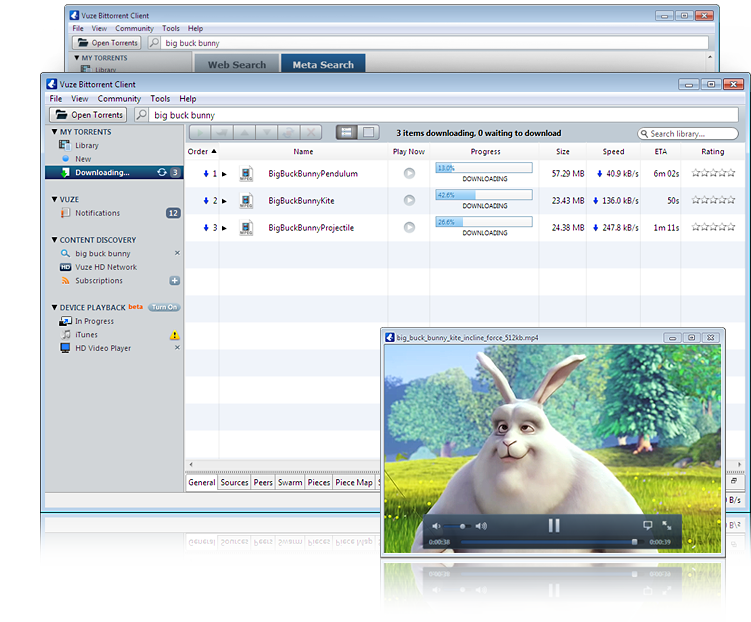 Vuze Bittorrent Client
File Vuze Community Tools Help
Open Torrents big buck bunny
MY TORRENTS Web Search Meta Search
Library
Vuze Bittorrent Client
File View Community Tools Help
Open Torrents big buck bunny
MY TORRENTS
Library
New
Downloading... 3
VUZE
Notifications 12
CONTENT DISCOVERY
big buck bunny
HD Vuze HD Network
Subscriptions
DEVICE PLAYBACK beta Turn On
In Progress
iTunes
HD Video Player
3 items downloading, 0 waiting to download Search library...
Order Name Play Now Progress Size Speed ETA Rating
1 BigBuckBunnyPendulum 13.0% DOWNLOADING 57.29 MB 40.9 kB/s 6m 02s
2 BigBuckBunnyKite 42.6% DOWNLOADING 23.43 MB 136.0 kB/s 50s
3 BigBuckBunnyProjectile 26.6% DOWNLOADING 24.38 MB 247.8 kB/s 1m 11s
General Sources Peers Swarm Pieces Piece Map
B/s
big_buck_bunny_kite_incline_force_512kb.mp4
0:00:38 0:00:39